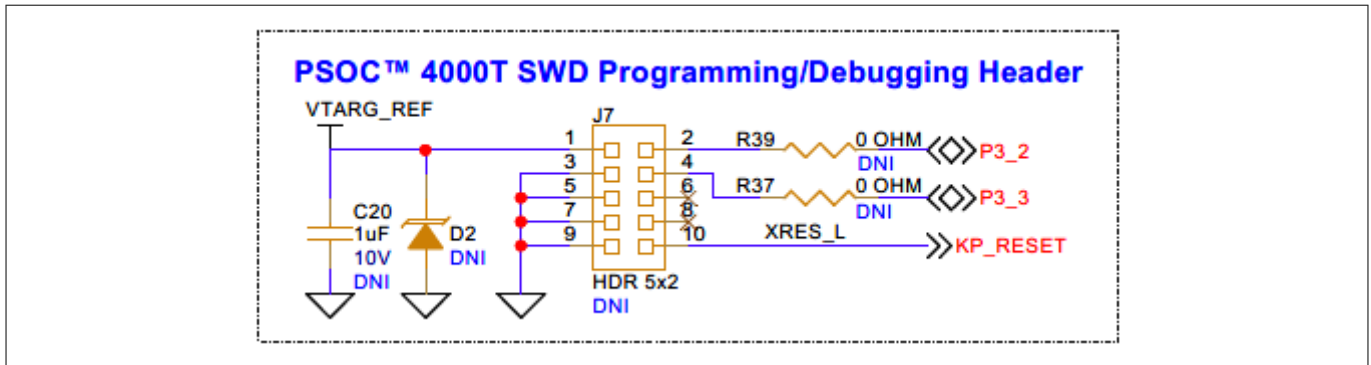 PSOC™ 4000T SWD Programming/Debugging Header
VTARG_REF
J7
1 2 R39 0 OHM P3_2
DNI
3 4
5 6 R37 0 OHM P3_3
DNI
7 8
9 10 XRES_L KP_RESET
C20
1uF
10V
DNI
D2
DNI
HDR 5x2
DNI